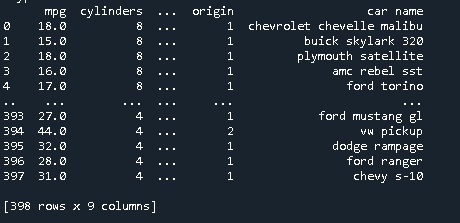 mpg cylinders ... origin car name
0 18.0 8 ... 1 chevrolet chevelle malibu
1 15.0 8 ... 1 buick skylark 320
2 18.0 8 ... 1 plymouth satellite
3 16.0 8 ... 1 amc rebel sst
4 17.0 8 ... 1 ford torino
.. ... ... ... ... ...
393 27.0 4 ... 1 ford mustang gl
394 44.0 4 ... 2 vw pickup
395 32.0 4 ... 1 dodge rampage
396 28.0 4 ... 1 ford ranger
397 31.0 4 ... 1 chevy s-10
[398 rows x 9 columns]